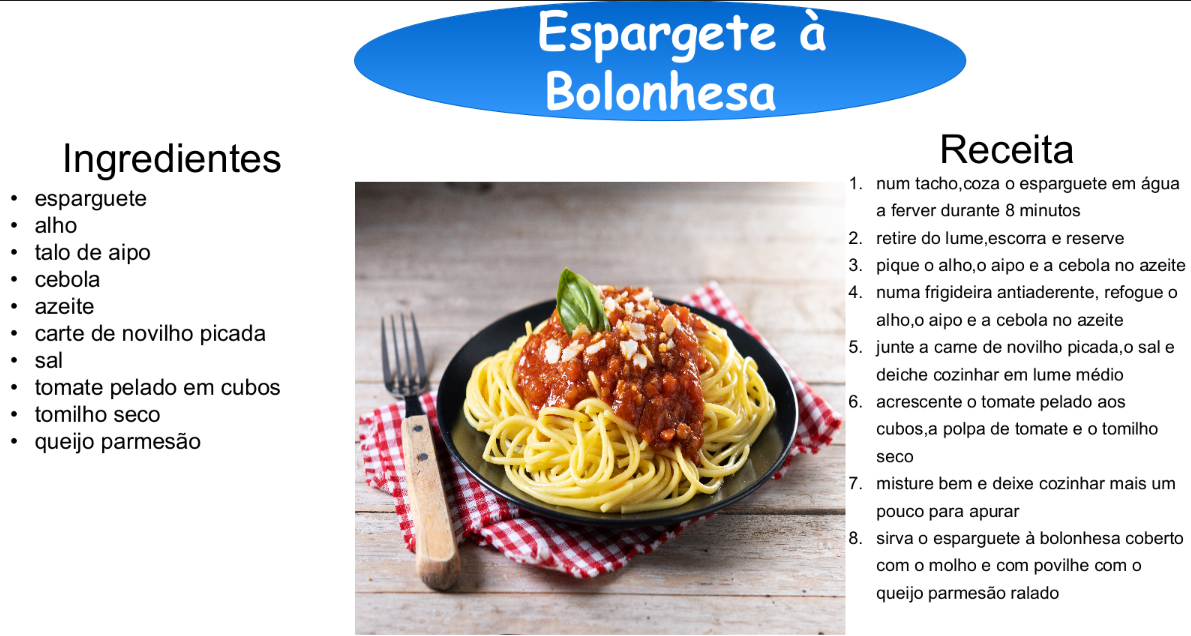 Espargete à
Bolonhesa
Ingredientes
• esparguete
• alho
• talo de aipo
• cebola
• azeite
• carte de novilho picada
• sal
• tomate pelado em cubos
• tomilho seco
• queijo parmesão
Receita
1. num tacho,coza o esparguete em água
a ferver durante 8 minutos
2. retire do lume,escorra e reserve
3. pique o alho,o aipo e a cebola no azeite
4. numa frigideira antiaderente, refogue o
alho,o aipo e a cebola no azeite
5. junte a carne de novilho picada,o sal e
deiche cozinhar em lume médio
6. acrescente o tomate pelado aos
cubos,a polpa de tomate e o tomilho
seco
7. misture bem e deixe cozinhar mais um
pouco para apurar
8. sirva o esparguete à bolonhesa coberto
com o molho e com povilhe com o
queijo parmesão ralado